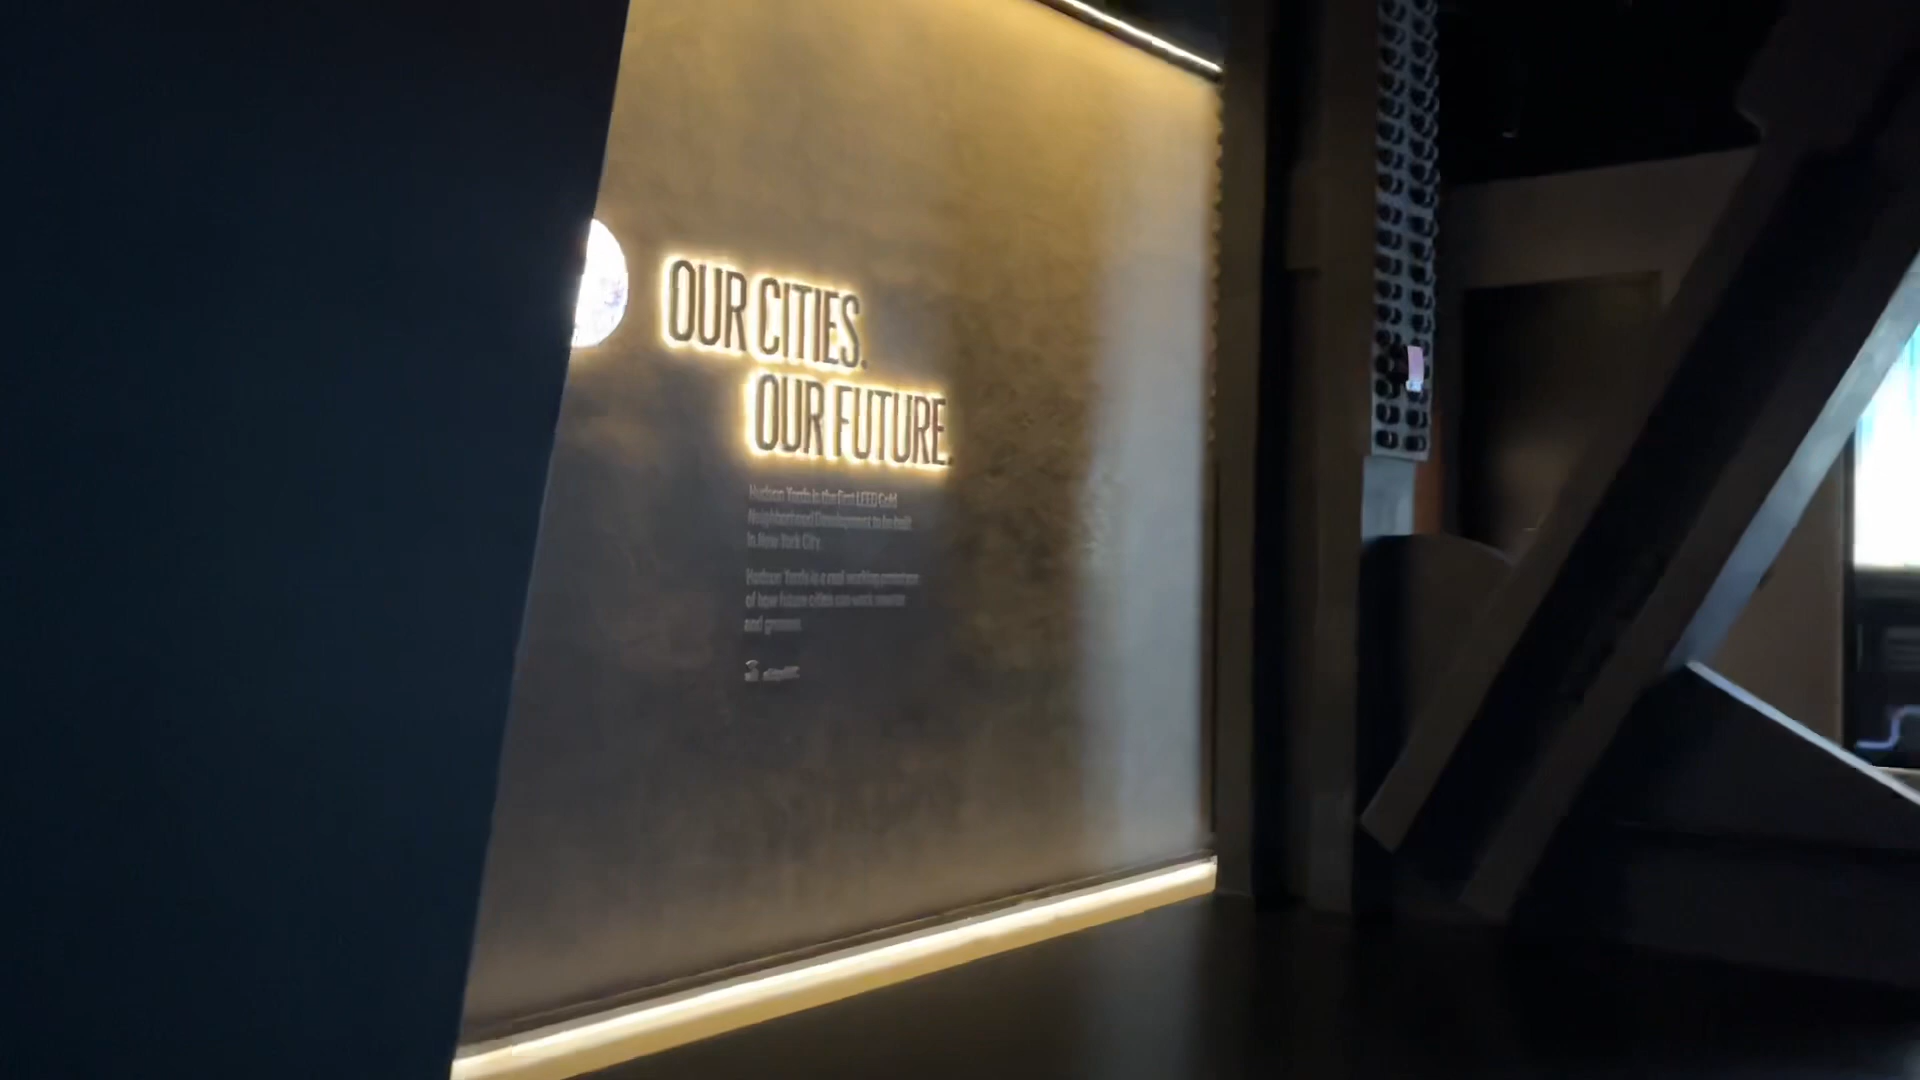 OUR CITIES.
OUR FUTURE.
Hudson Yards is the first LEED Gold
Neighborhood Development to be built
in New York City.
Hudson Yards is a real working prototype
of how future cities can work smarter
and greener.